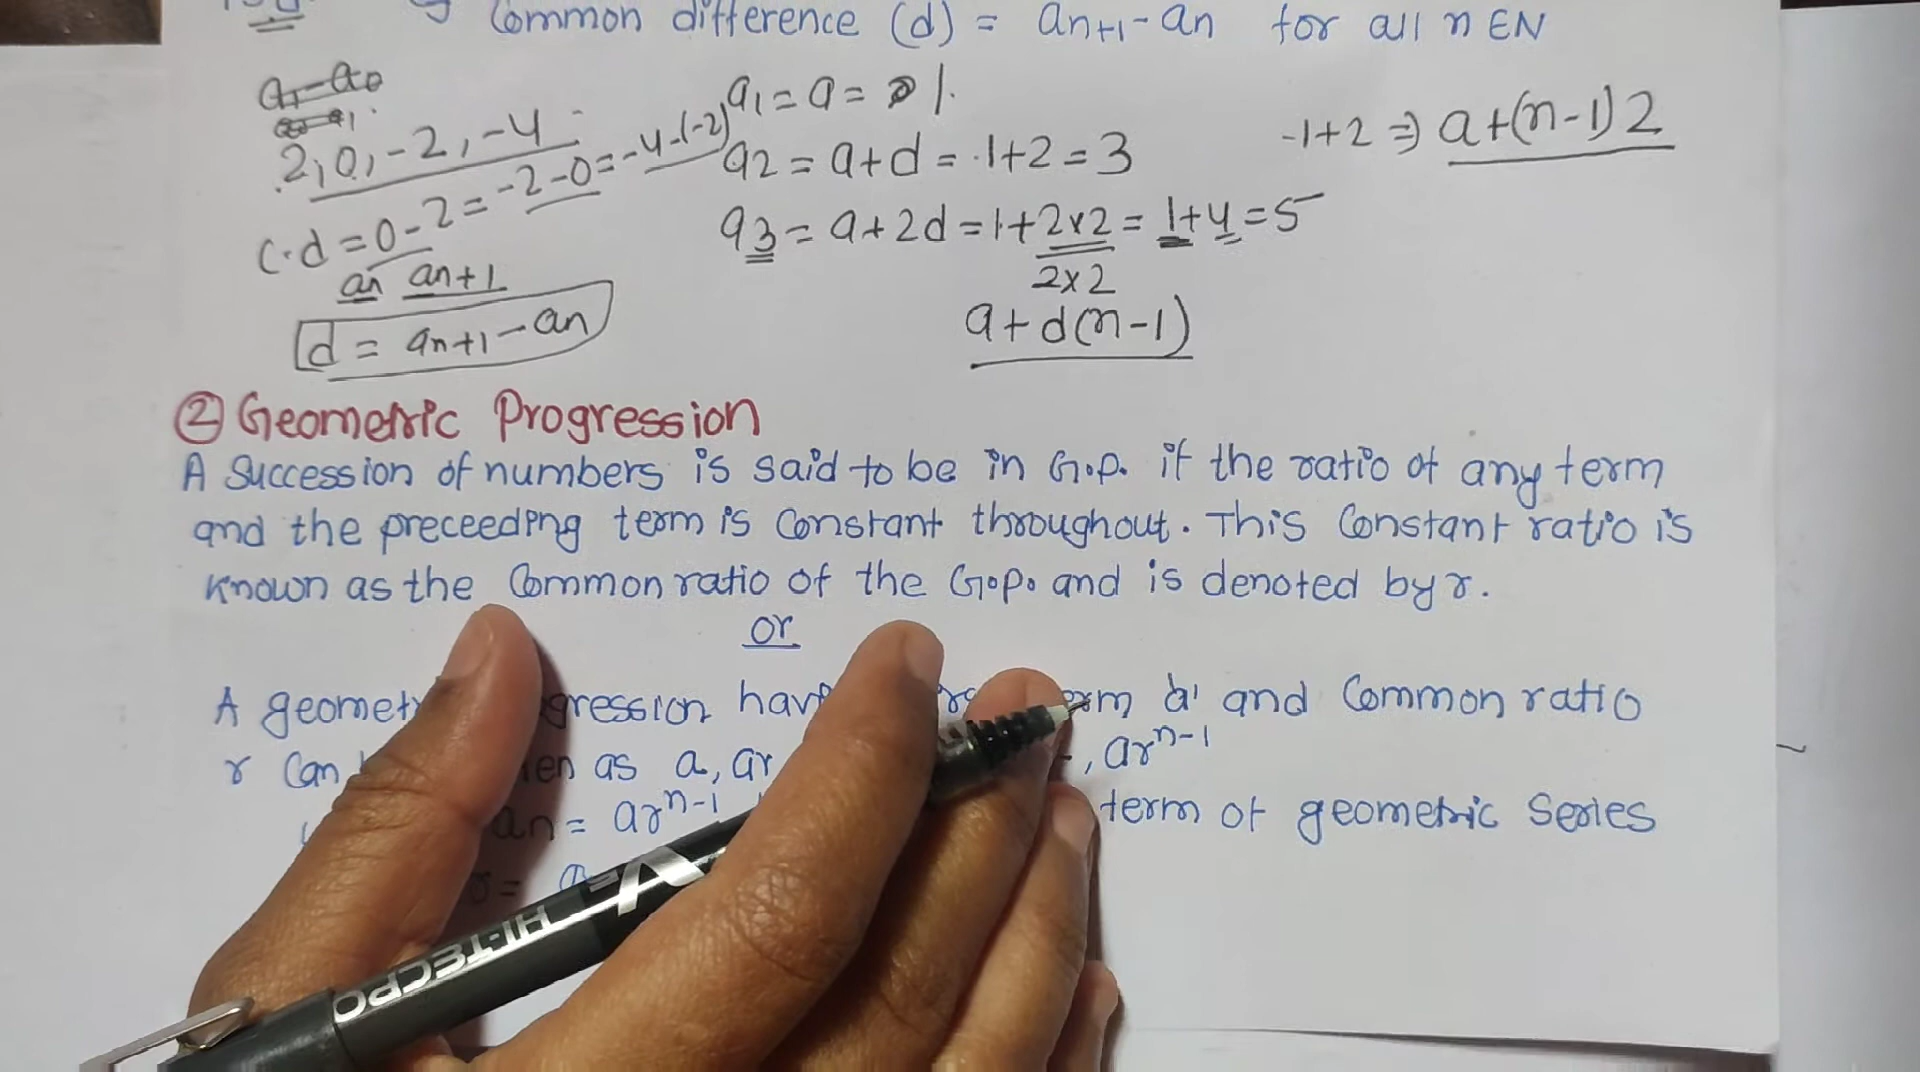 Common difference (d) = an+1 - an for all n EN
a1 = a = 1.
2, 0, -2, -4
c.d = 0-2 = -2-0 = -4-(-2)
a2 = a+d = 1+2 = 3
-1+2 ⇒ a+(n-1)2
a3 = a+2d = 1+2×2 = 1+4 = 5
2×2
an an+1
d = an+1 - an
a+d(n-1)
② Geometric Progression
A Succession of numbers is said to be in G.P. if the ratio of any term
and the preceeding term is Constant throughout. This Constant ratio is
known as the Common ratio of the G.P. and is denoted by r.
or
A 'a' and Common ratio
r as a, ar , ar^n-1
an = ar^n-1 term of geometric Series
HI-TECPO